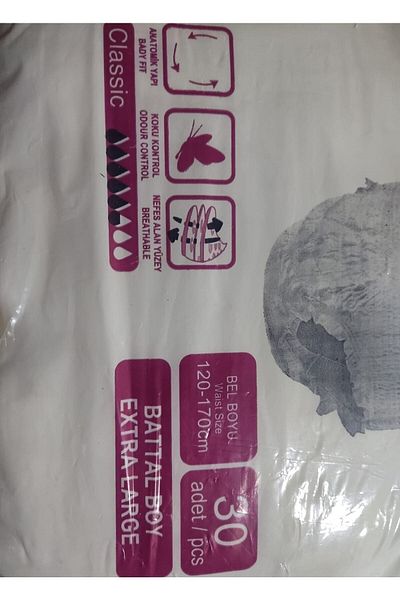 ANATOMİK YAPI
BADY FIT
KOKU KONTROL
ODOUR CONTROL
NEFES ALAN YÜZEY
BREATHABLE
Classic
BEL BOYU
Waist Size
120-170cm
30
adet / pcs
BATTAL BOY
EXTRA LARGE